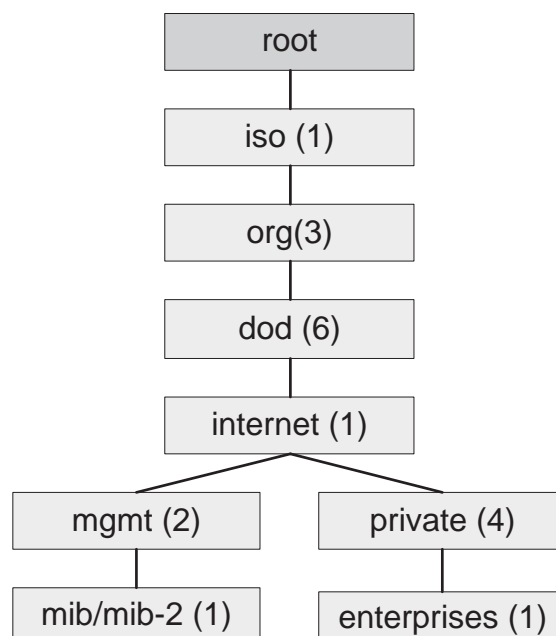 root
iso (1)
org(3)
dod (6)
internet (1)
mgmt (2)
private (4)
mib/mib-2 (1)
enterprises (1)